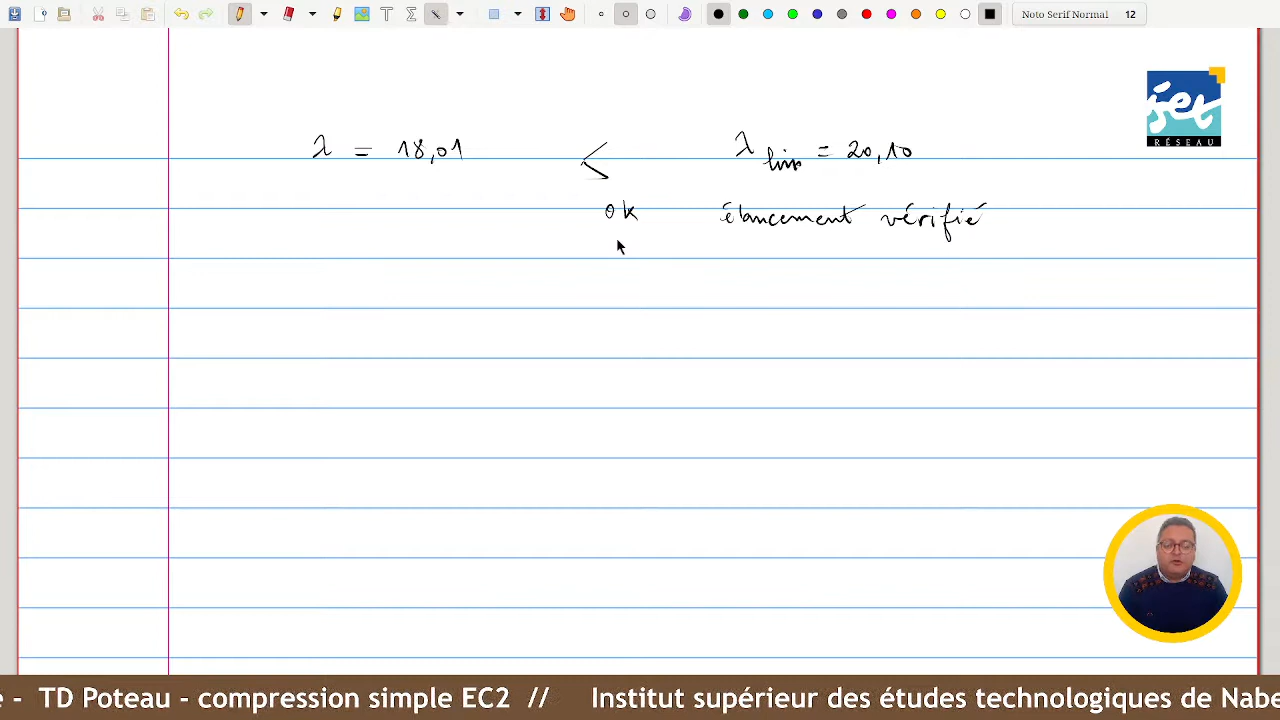 Noto Serif Normal 12
λ = 18,01 < λ lim = 20,10
ok élancement vérifié
iset
RÉSEAU
e - TD Poteau - compression simple EC2 // Institut supérieur des études technologiques de Nabe